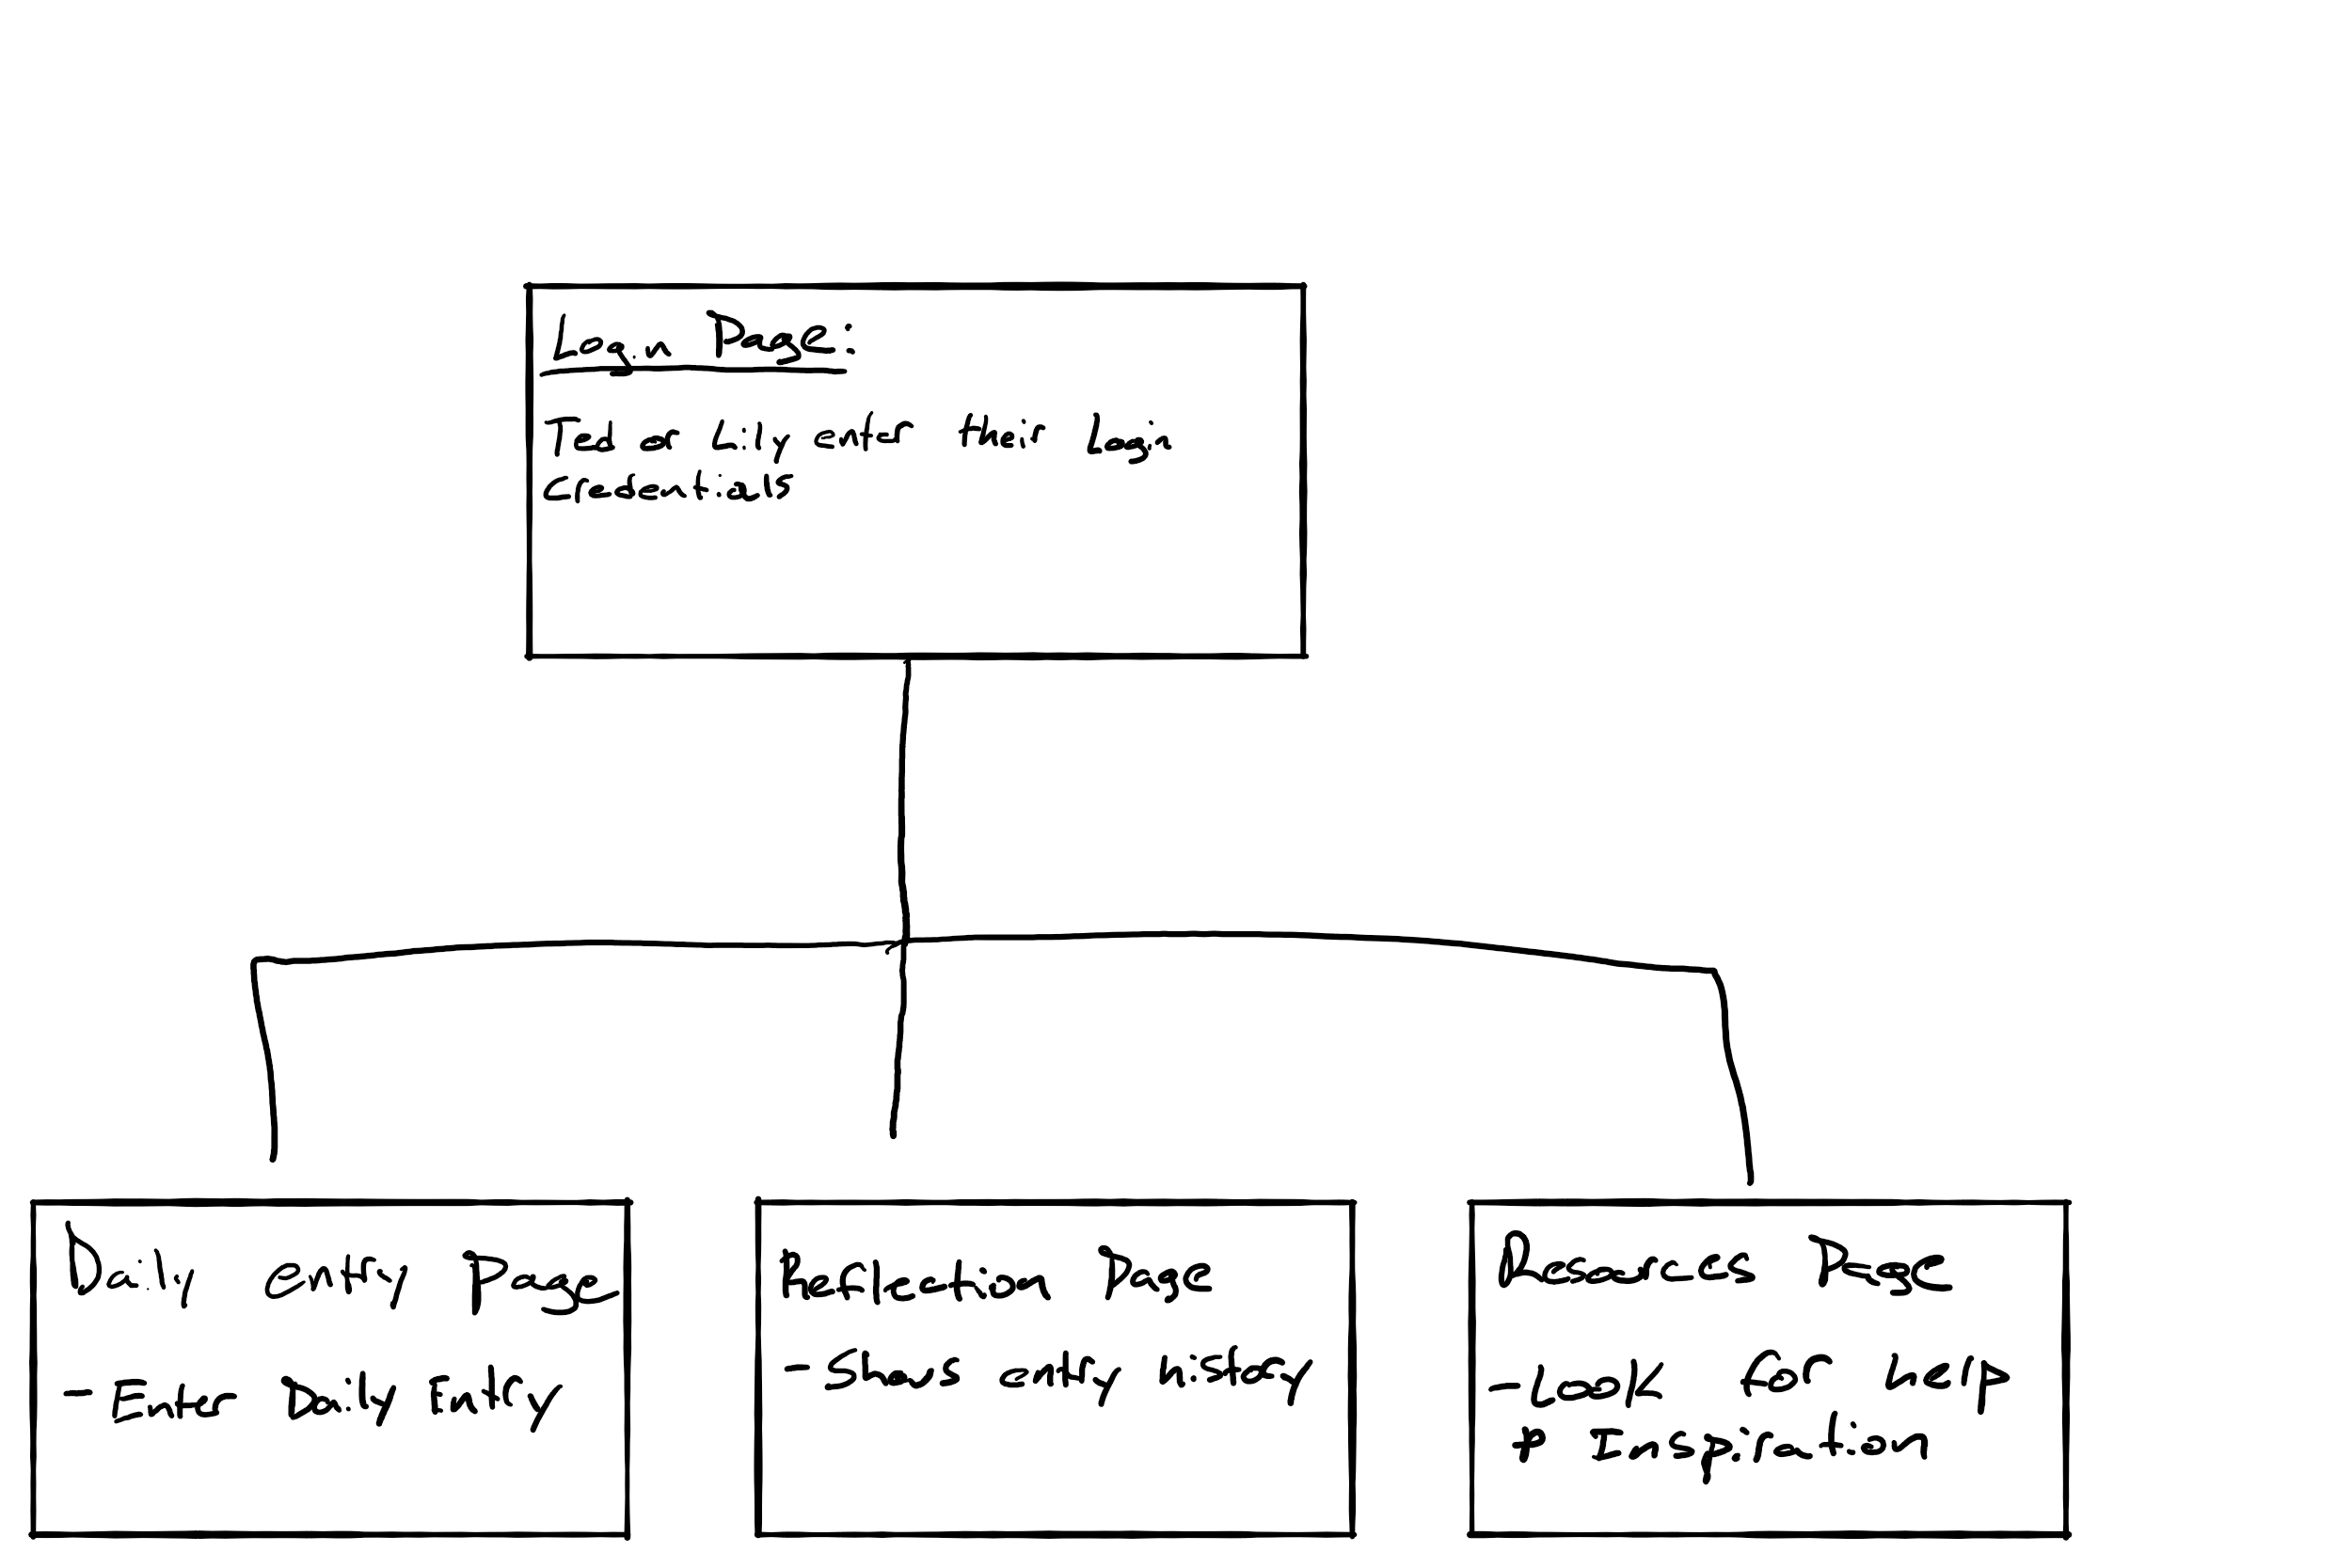 Login Page:
Ted or Lily enter their Login
Credentials
Daily entry Page
- Enter Daily Entry
Reflection Page
- Shows entry history
Resources Page
- Look for help
+ Inspiration